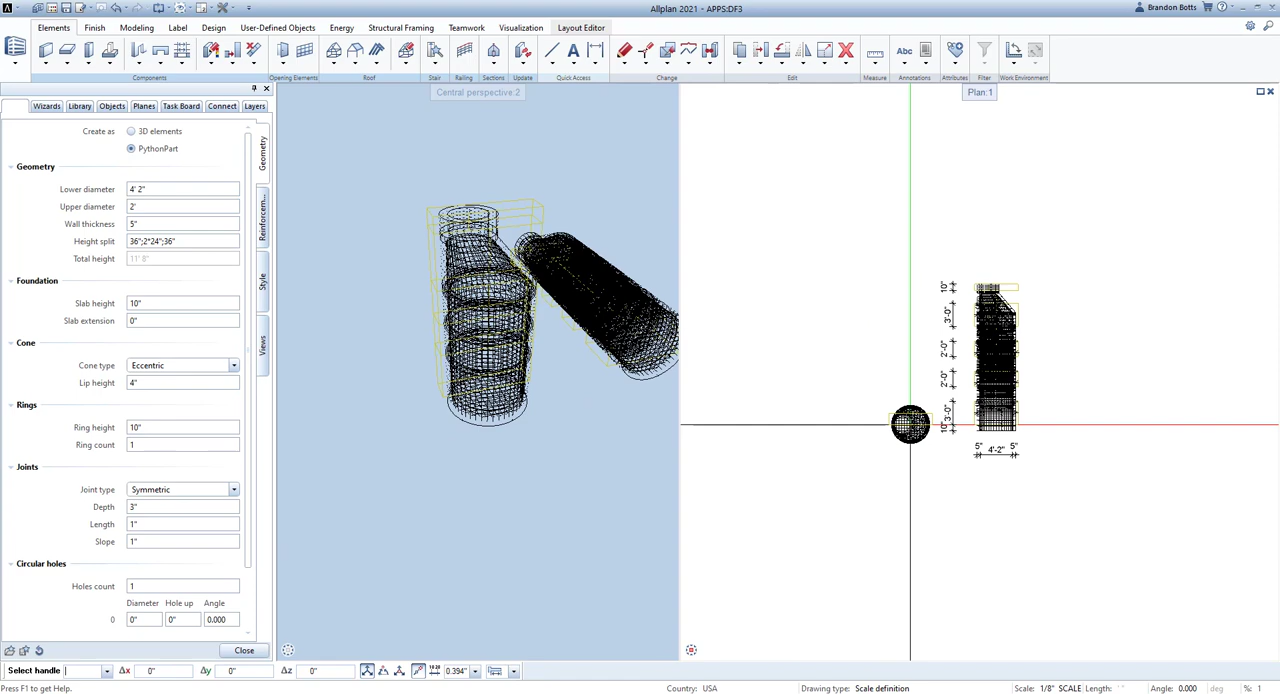 Allplan 2021 - APPS:DF3
Brandon Botts
Elements Finish Modeling Label Design User-Defined Objects Energy Structural Framing Teamwork Visualization Layout Editor
A
Abc
Components Opening Elements Roof Stair Railing Sections Update Quick Access Change Edit Measure Annotations Attributes Filter Work Environment
Wizards Library Objects Planes Task Board Connect Layers
Central perspective:2
Plan:1
Create as 3D elements
PythonPart
Geometry
Reinforcemen...
Style
Views
Geometry
Lower diameter 4' 2"
Upper diameter 2'
Wall thickness 5"
Height split 36";2*24";36"
Total height 11' 8"
Foundation
Slab height 10"
Slab extension 0"
Cone
Cone type Eccentric
Lip height 4"
Rings
Ring height 10"
Ring count 1
Joints
Joint type Symmetric
Depth 3"
Length 1"
Slope 1"
Circular holes
Holes count 1
Diameter Hole up Angle
0 0" 0" 0.000
Close
10"
3'-0"
2'-0"
2'-0"
3'-0"
10"
5" 4'-2" 5"
Select handle Δx 0" Δy 0" Δz 0" 0.394"
Press F1 to get Help.
Country: USA
Drawing type: Scale definition
Scale: 1/8" SCALE Length: Angle: 0.000 deg %: 1